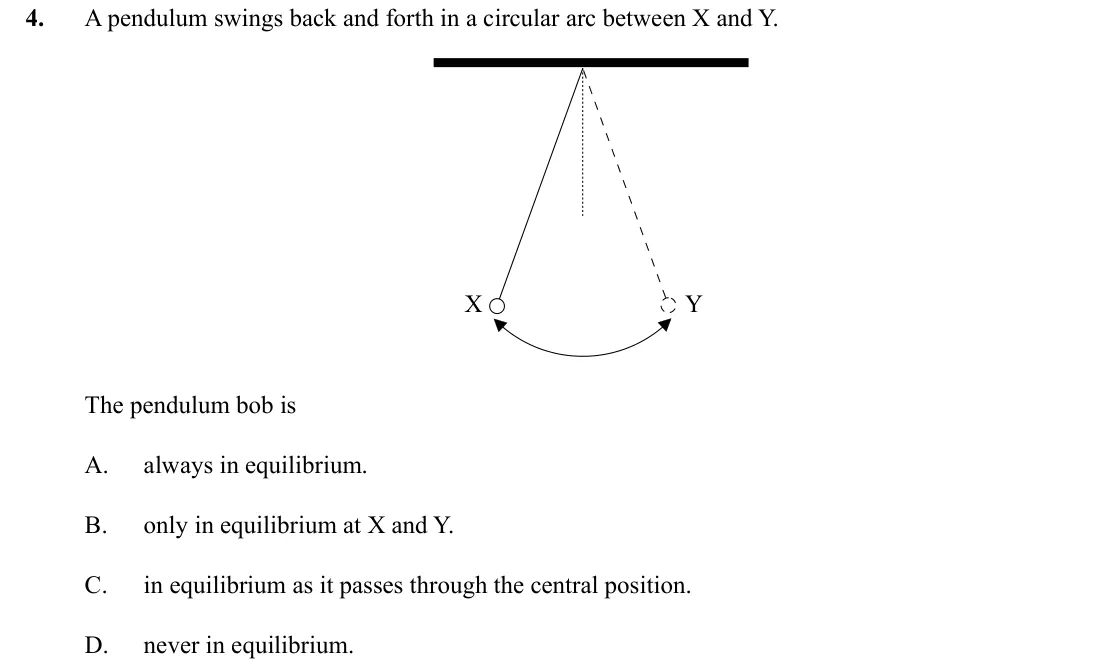 4. A pendulum swings back and forth in a circular arc between X and Y.
X Y
The pendulum bob is
A. always in equilibrium.
B. only in equilibrium at X and Y.
C. in equilibrium as it passes through the central position.
D. never in equilibrium.